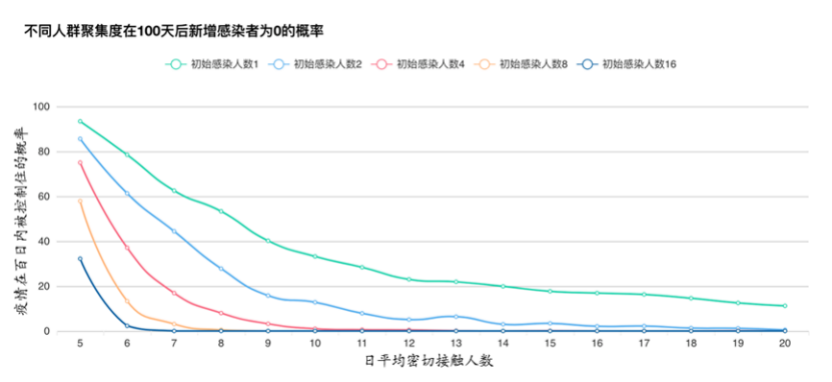 不同人群聚集度在100天后新增感染者为0的概率
初始感染人数1 初始感染人数2 初始感染人数4 初始感染人数8 初始感染人数16
疫情在百日内被控制住的概率
100
80
60
40
20
0
5 6 7 8 9 10 11 12 13 14 15 16 17 18 19 20
日平均密切接触人数